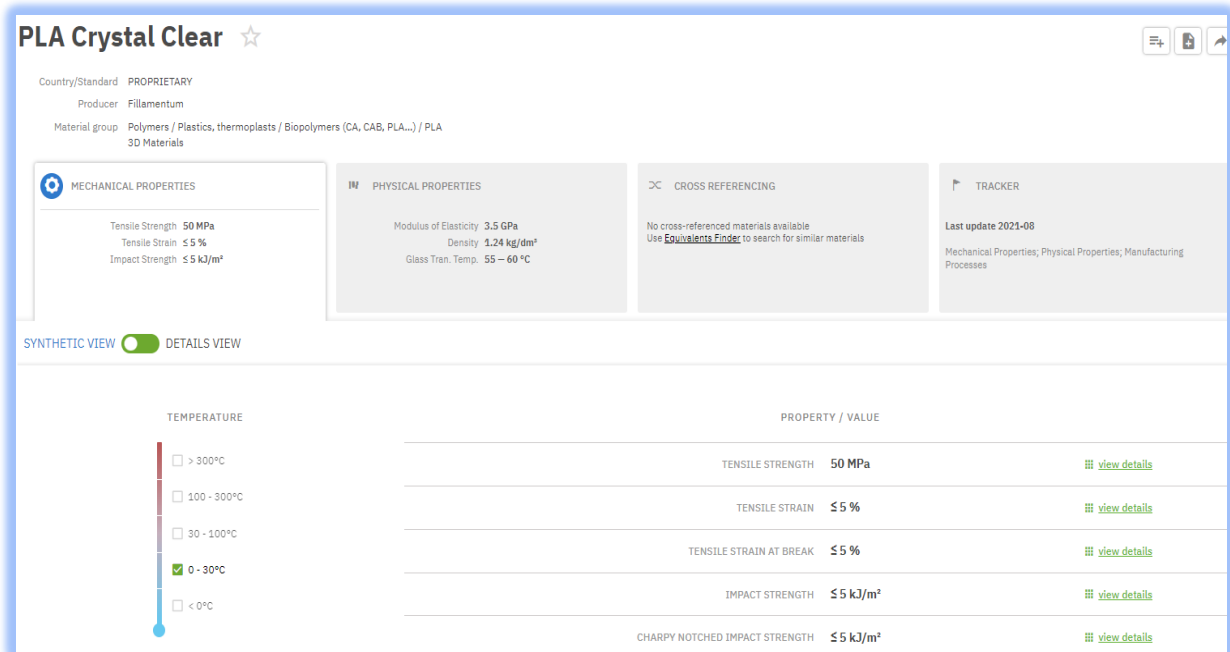 PLA Crystal Clear
Country/Standard PROPRIETARY
Producer Fillamentum
Material group Polymers / Plastics, thermoplasts / Biopolymers (CA, CAB, PLA...) / PLA
3D Materials
MECHANICAL PROPERTIES
Tensile Strength 50 MPa
Tensile Strain ≤ 5 %
Impact Strength ≤ 5 kJ/m²
PHYSICAL PROPERTIES
Modulus of Elasticity 3.5 GPa
Density 1.24 kg/dm³
Glass Tran. Temp. 55 – 60 °C
CROSS REFERENCING
No cross-referenced materials available
Use Equivalents Finder to search for similar materials
TRACKER
Last update 2021-08
Mechanical Properties; Physical Properties; Manufacturing
Processes
SYNTHETIC VIEW DETAILS VIEW
TEMPERATURE
> 300°C
100 - 300°C
30 - 100°C
0 - 30°C
< 0°C
PROPERTY / VALUE
TENSILE STRENGTH 50 MPa view details
TENSILE STRAIN ≤ 5 % view details
TENSILE STRAIN AT BREAK ≤ 5 % view details
IMPACT STRENGTH ≤ 5 kJ/m² view details
CHARPY NOTCHED IMPACT STRENGTH ≤ 5 kJ/m² view details